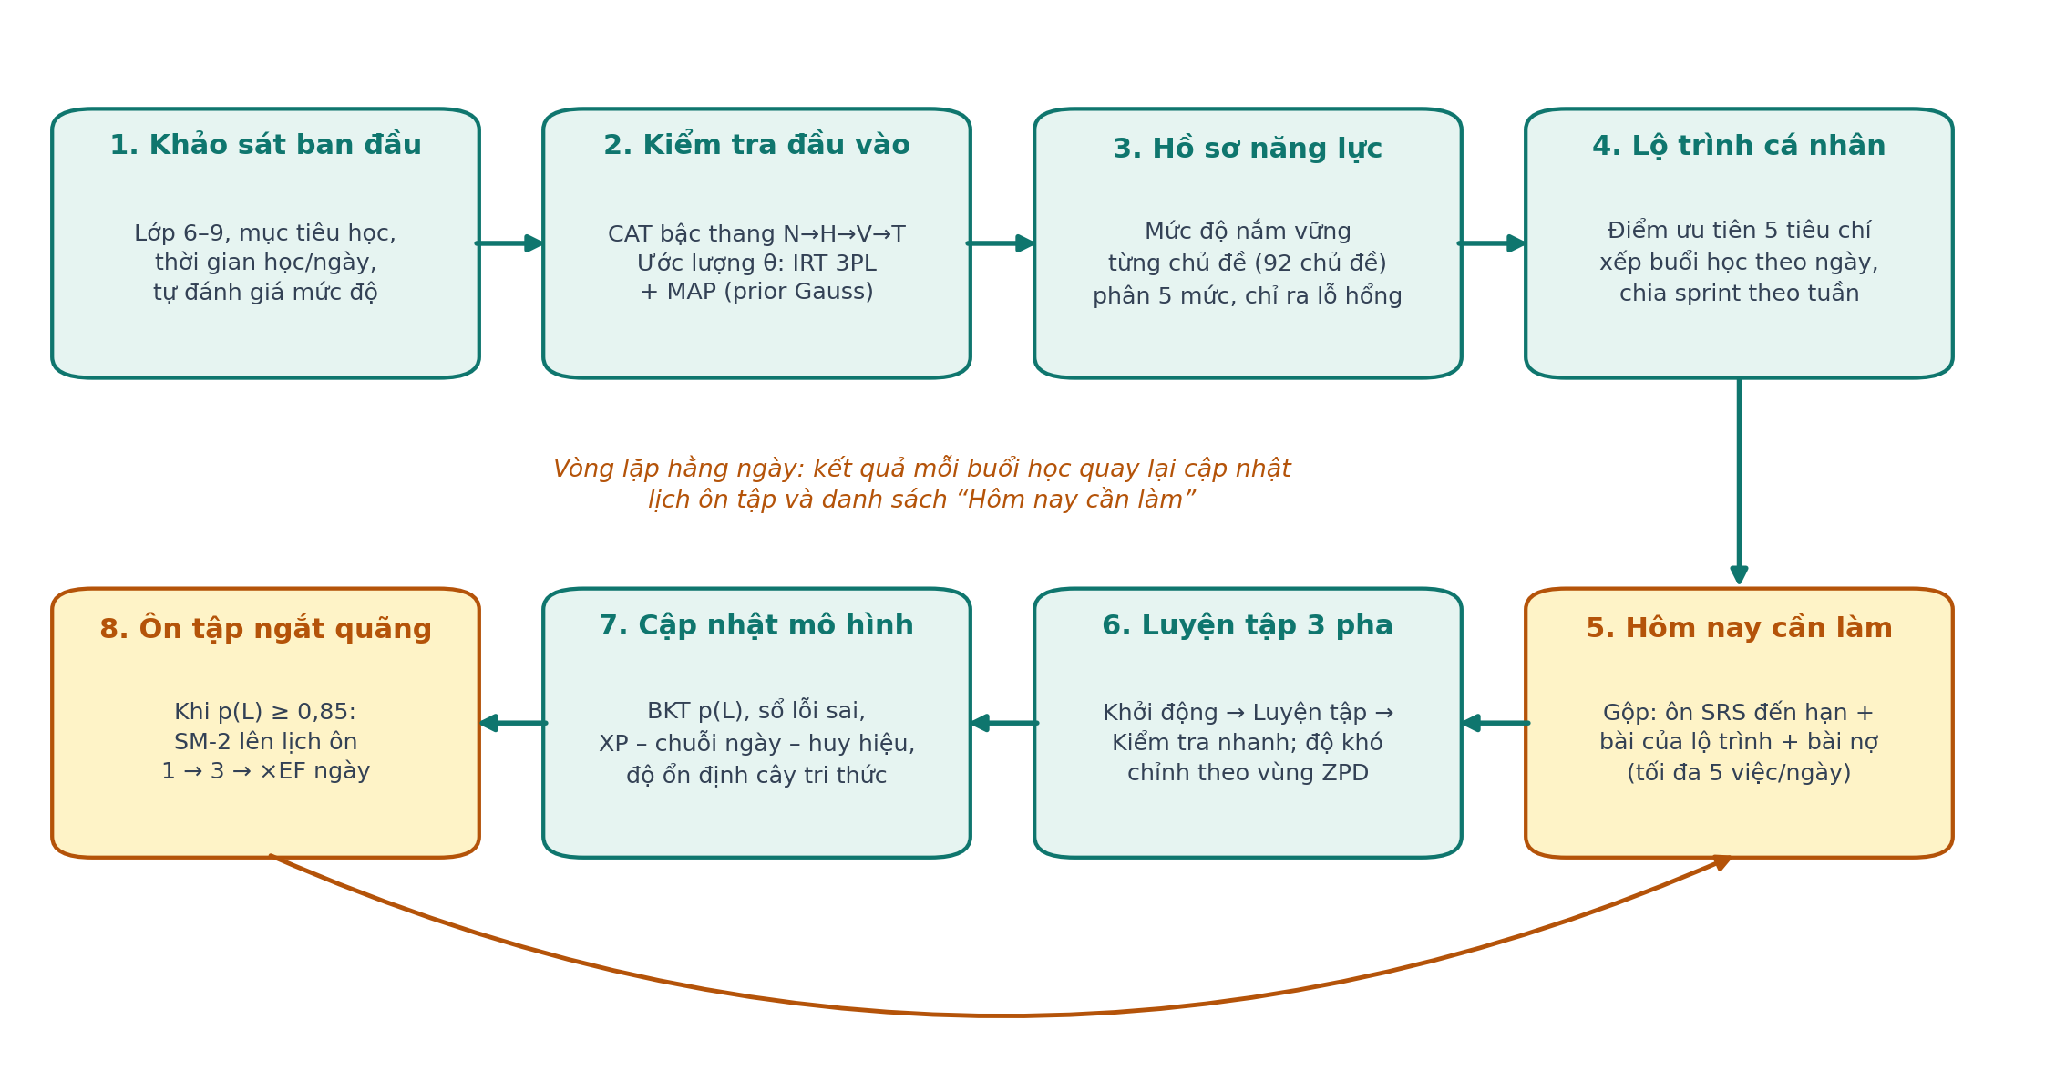 1. Khảo sát ban đầu
Lớp 6–9, mục tiêu học,
thời gian học/ngày,
tự đánh giá mức độ
2. Kiểm tra đầu vào
CAT bậc thang N→H→V→T
Ước lượng θ: IRT 3PL
+ MAP (prior Gauss)
3. Hồ sơ năng lực
Mức độ nắm vững
từng chủ đề (92 chủ đề)
phân 5 mức, chỉ ra lỗ hổng
4. Lộ trình cá nhân
Điểm ưu tiên 5 tiêu chí
xếp buổi học theo ngày,
chia sprint theo tuần
Vòng lặp hằng ngày: kết quả mỗi buổi học quay lại cập nhật
lịch ôn tập và danh sách “Hôm nay cần làm”
8. Ôn tập ngắt quãng
Khi p(L) ≥ 0,85:
SM-2 lên lịch ôn
1 → 3 → ×EF ngày
7. Cập nhật mô hình
BKT p(L), sổ lỗi sai,
XP – chuỗi ngày – huy hiệu,
độ ổn định cây tri thức
6. Luyện tập 3 pha
Khởi động → Luyện tập →
Kiểm tra nhanh; độ khó
chỉnh theo vùng ZPD
5. Hôm nay cần làm
Gộp: ôn SRS đến hạn +
bài của lộ trình + bài nợ
(tối đa 5 việc/ngày)